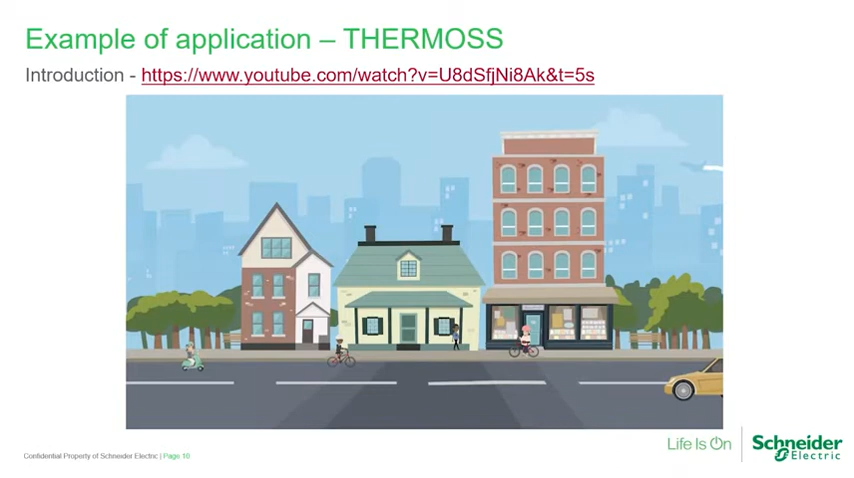 Example of application – THERMOSS
Introduction - https://www.youtube.com/watch?v=U8dSfjNi8Ak&t=5s
Life Is On
Schneider
Electric
Confidential Property of Schneider Electric | Page 10